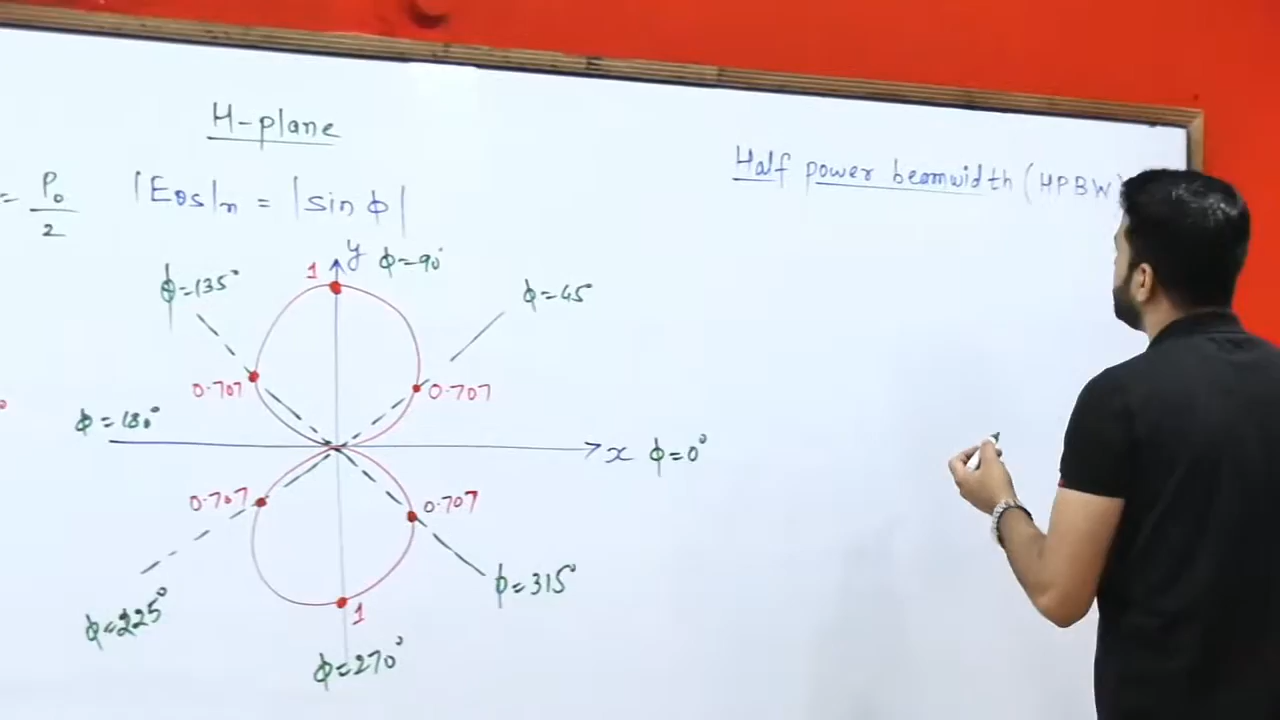 H-plane
Half power beamwidth (HPBW)
= P₀/2
|Eθs|n = |sin ϕ|
1
y
ϕ=90°
ϕ=135°
ϕ=45°
0.707
0.707
ϕ=180°
x
ϕ=0°
0.707
0.707
ϕ=315°
ϕ=225°
1
ϕ=270°